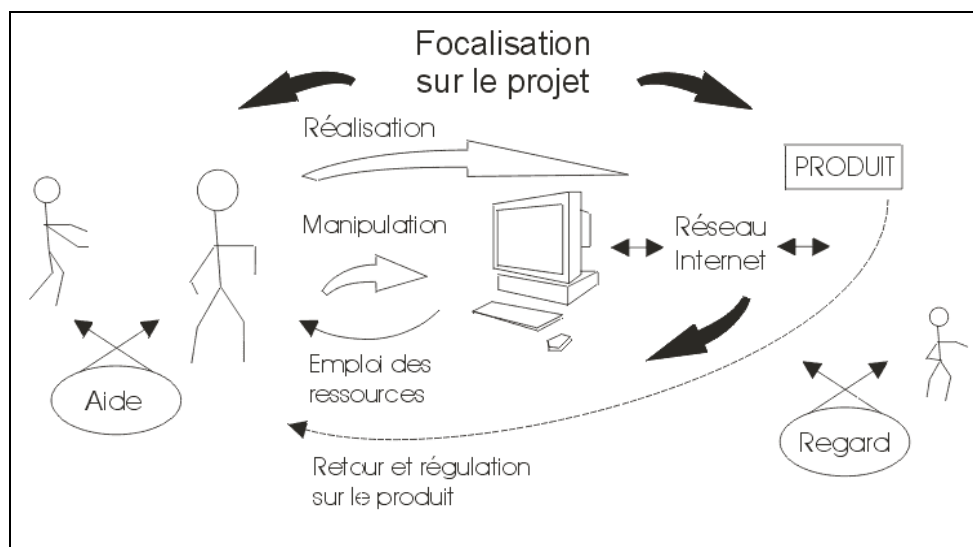 Focalisation
sur le projet
Réalisation
PRODUIT
Manipulation
Réseau
Internet
Emploi des
ressources
Aide
Regard
Retour et régulation
sur le produit